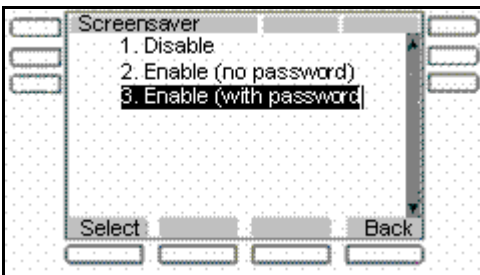 Screensaver
1. Disable
2. Enable (no password)
3. Enable (with password
Select Back